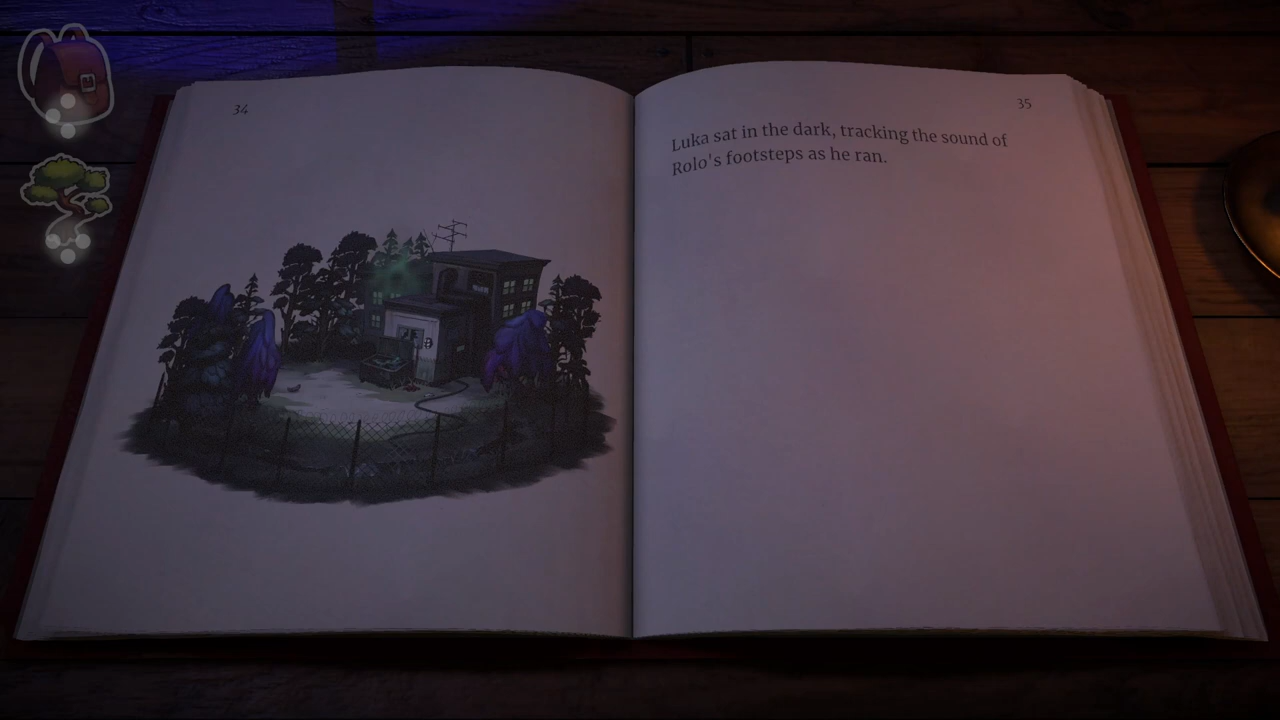 34
35
Luka sat in the dark, tracking the sound of
Rolo's footsteps as he ran.